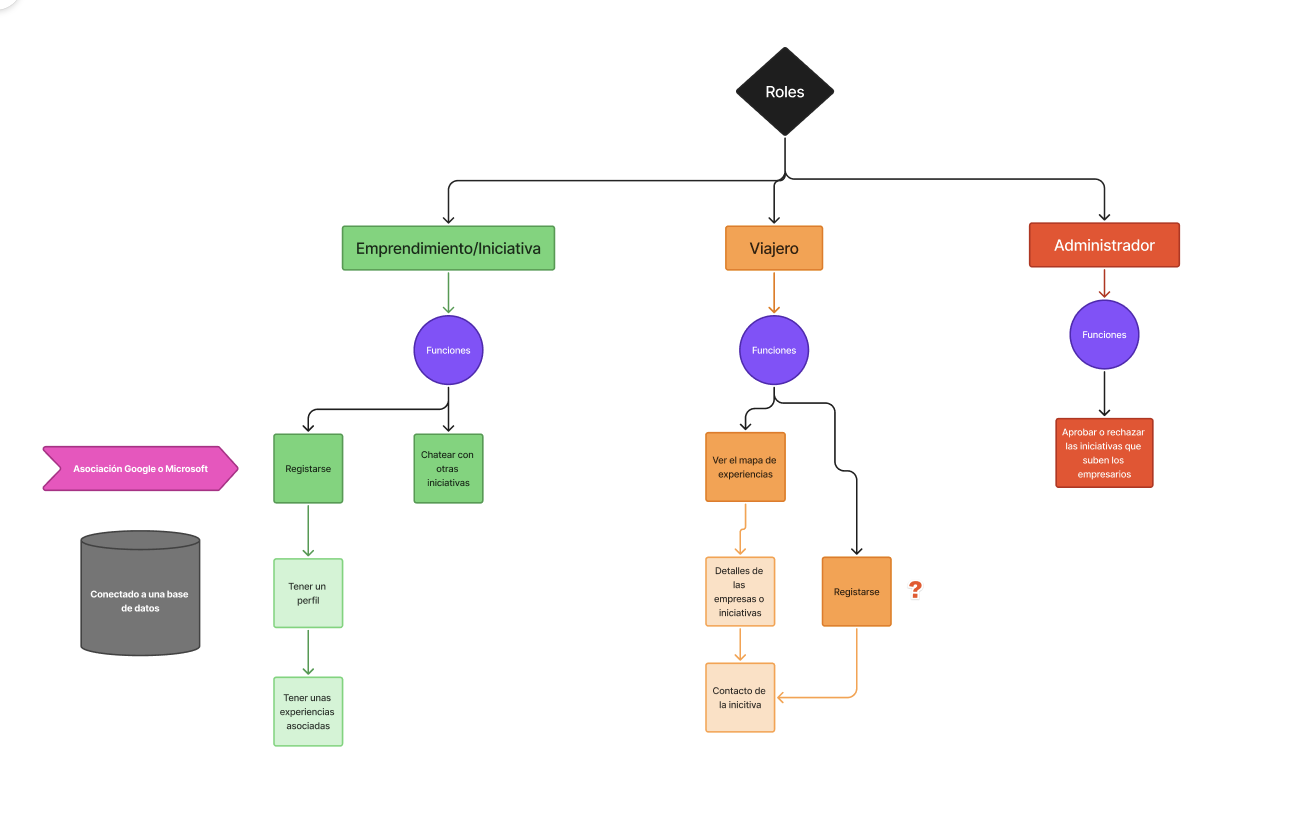 Roles
Emprendimiento/Iniciativa
Viajero
Administrador
Funciones
Funciones
Funciones
Asociación Google o Microsoft
Registarse
Chatear con
otras
iniciativas
Ver el mapa de
experiencias
Aprobar o rechazar
las iniciativas que
suben los
empresarios
Conectado a una base
de datos
Tener un
perfil
Detalles de
las
empresas o
iniciativas
Registarse
?
Tener unas
experiencias
asociadas
Contacto de
la inicitiva